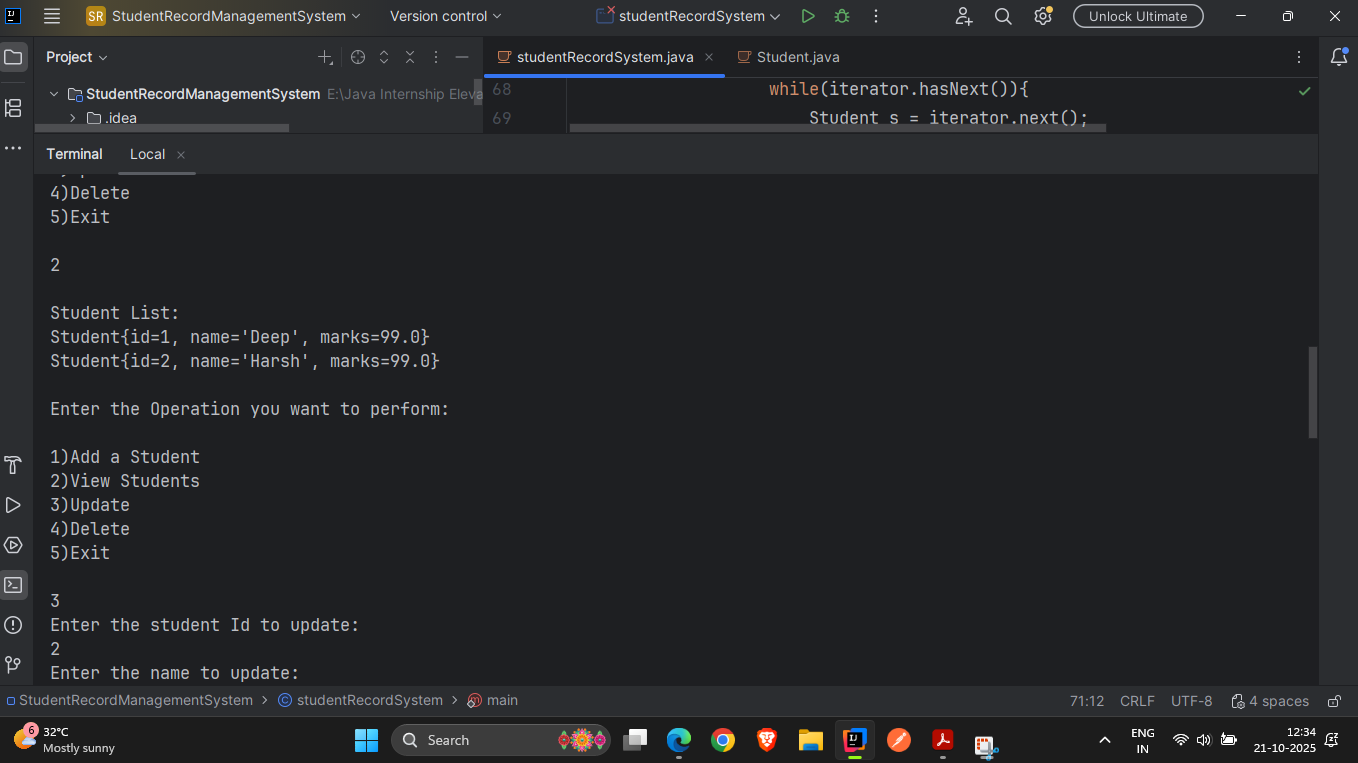 SR StudentRecordManagementSystem Version control studentRecordSystem Unlock Ultimate
Project studentRecordSystem.java Student.java
StudentRecordManagementSystem E:\Java Internship Eleva
.idea
68 while(iterator.hasNext()){
69 Student s = iterator.next();
Terminal Local
4)Delete
5)Exit
2
Student List:
Student{id=1, name='Deep', marks=99.0}
Student{id=2, name='Harsh', marks=99.0}
Enter the Operation you want to perform:
1)Add a Student
2)View Students
3)Update
4)Delete
5)Exit
3
Enter the student Id to update:
2
Enter the name to update:
StudentRecordManagementSystem studentRecordSystem main 71:12 CRLF UTF-8 4 spaces
6 32°C
Mostly sunny
Search
ENG
IN
12:34
21-10-2025